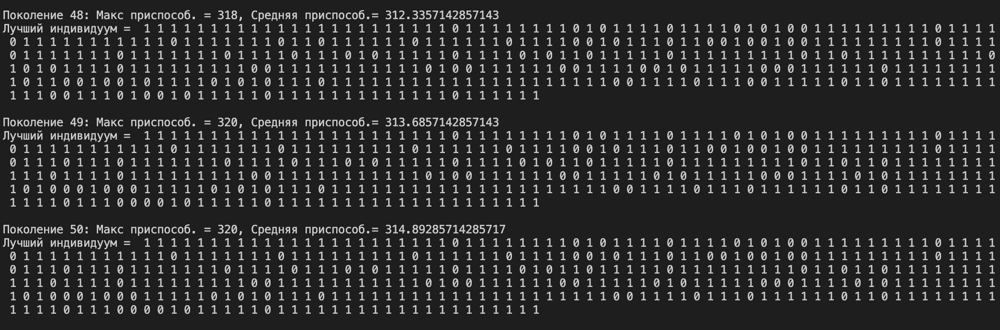 Поколение 48: Макс приспособ. = 318, Средняя приспособ.= 312.3357142857143
Лучший индивидуум =  1 1 1 1 1 1 1 1 1 1 1 1 1 1 1 1 1 1 1 1 1 1 1 0 1 1 1 1 1 1 1 1 0 1 0 1 1 1 1 0 1 1 1 1 0 1 0 1 0 0 1 1 1 1 1 1 1 1 1 0 1 1 1 1
0 1 1 1 1 1 1 1 1 1 1 1 0 1 1 1 1 1 1 1 0 1 1 0 1 1 1 1 1 1 0 1 1 1 1 1 1 0 1 1 1 1 0 0 1 0 1 1 1 0 1 1 0 0 1 0 0 1 0 0 1 1 1 1 1 1 1 1 1 0 1 1 1 1
0 1 1 1 1 1 1 1 0 1 1 1 1 1 1 1 0 1 1 1 1 0 1 1 1 0 1 0 1 1 1 1 1 0 1 1 1 1 0 1 0 1 1 0 1 1 1 1 1 0 1 1 1 1 1 1 1 1 1 0 1 1 0 1 1 1 1 1 1 1 1 1 1 0
1 0 1 0 1 1 1 1 0 1 1 1 1 1 1 1 1 1 0 0 1 1 1 1 1 1 1 1 1 1 1 0 1 0 0 1 1 1 1 1 1 0 0 1 1 1 1 0 0 1 0 1 1 1 1 1 0 0 0 1 1 1 1 1 1 0 1 1 1 1 1 1 1 1
1 0 1 1 0 0 1 0 0 1 0 1 1 1 1 0 1 0 1 0 1 1 1 0 1 1 1 1 1 1 1 1 1 1 1 1 1 1 1 1 1 1 1 1 1 0 0 1 1 1 1 0 1 1 1 0 0 1 1 1 1 1 0 1 1 0 1 1 1 1 1 1 1 1
1 1 1 0 0 1 1 1 0 1 0 0 1 0 1 1 1 1 1 0 1 1 1 1 1 1 1 1 1 1 1 1 1 0 1 1 1 1 1 1
Поколение 49: Макс приспособ. = 320, Средняя приспособ.= 313.6857142857143
Лучший индивидуум =  1 1 1 1 1 1 1 1 1 1 1 1 1 1 1 1 1 1 1 1 1 1 1 0 1 1 1 1 1 1 1 1 0 1 0 1 1 1 1 0 1 1 1 1 0 1 0 1 0 0 1 1 1 1 1 1 1 1 1 0 1 1 1 1
0 1 1 1 1 1 1 1 1 1 1 1 0 1 1 1 1 1 1 1 0 1 1 1 1 1 1 1 1 1 0 1 1 1 1 1 1 0 1 1 1 1 0 0 1 0 1 1 1 0 1 1 0 0 1 0 0 1 0 0 1 1 1 1 1 1 1 1 1 0 1 1 1 1
0 1 1 1 0 1 1 1 0 1 1 1 1 1 1 1 0 1 1 1 1 0 1 1 1 0 1 0 1 1 1 1 1 0 1 1 1 1 0 1 0 1 1 0 1 1 1 1 1 0 1 1 1 1 1 1 1 1 1 0 1 1 0 1 1 0 1 1 1 1 1 1 1 1
1 1 1 0 1 1 1 1 0 1 1 1 1 1 1 1 1 1 0 0 1 1 1 1 1 1 1 1 1 1 1 0 1 0 0 1 1 1 1 1 1 0 0 1 1 1 1 1 0 1 0 1 1 1 1 1 0 0 0 1 1 1 1 0 1 0 1 1 1 1 1 1 1 1
1 0 1 0 0 0 1 0 0 0 1 1 1 1 1 0 1 0 1 0 1 1 1 0 1 1 1 1 1 1 1 1 1 1 1 1 1 1 1 1 1 1 1 1 1 0 0 1 1 1 1 0 1 1 1 0 1 1 1 1 1 1 0 1 1 0 1 1 1 1 1 1 1 1
1 1 1 1 0 1 1 1 0 0 0 0 1 0 1 1 1 1 1 0 1 1 1 1 1 1 1 1 1 1 1 1 1 1 1 1 1 1 1 1
Поколение 50: Макс приспособ. = 320, Средняя приспособ.= 314.89285714285717
Лучший индивидуум =  1 1 1 1 1 1 1 1 1 1 1 1 1 1 1 1 1 1 1 1 1 1 1 0 1 1 1 1 1 1 1 1 0 1 0 1 1 1 1 0 1 1 1 1 0 1 0 1 0 0 1 1 1 1 1 1 1 1 1 0 1 1 1 1
0 1 1 1 1 1 1 1 1 1 1 1 0 1 1 1 1 1 1 1 0 1 1 1 1 1 1 1 1 1 0 1 1 1 1 1 1 0 1 1 1 1 0 0 1 0 1 1 1 0 1 1 0 0 1 0 0 1 0 0 1 1 1 1 1 1 1 1 1 0 1 1 1 1
0 1 1 1 0 1 1 1 0 1 1 1 1 1 1 1 0 1 1 1 1 0 1 1 1 0 1 0 1 1 1 1 1 0 1 1 1 1 0 1 0 1 1 0 1 1 1 1 1 0 1 1 1 1 1 1 1 1 1 0 1 1 0 1 1 0 1 1 1 1 1 1 1 1
1 1 1 0 1 1 1 1 0 1 1 1 1 1 1 1 1 1 0 0 1 1 1 1 1 1 1 1 1 1 1 0 1 0 0 1 1 1 1 1 1 0 0 1 1 1 1 1 0 1 0 1 1 1 1 1 0 0 0 1 1 1 1 0 1 0 1 1 1 1 1 1 1 1
1 0 1 0 0 0 1 0 0 0 1 1 1 1 1 0 1 0 1 0 1 1 1 0 1 1 1 1 1 1 1 1 1 1 1 1 1 1 1 1 1 1 1 1 1 0 0 1 1 1 1 0 1 1 1 0 1 1 1 1 1 1 0 1 1 0 1 1 1 1 1 1 1 1
1 1 1 1 0 1 1 1 0 0 0 0 1 0 1 1 1 1 1 0 1 1 1 1 1 1 1 1 1 1 1 1 1 1 1 1 1 1 1 1